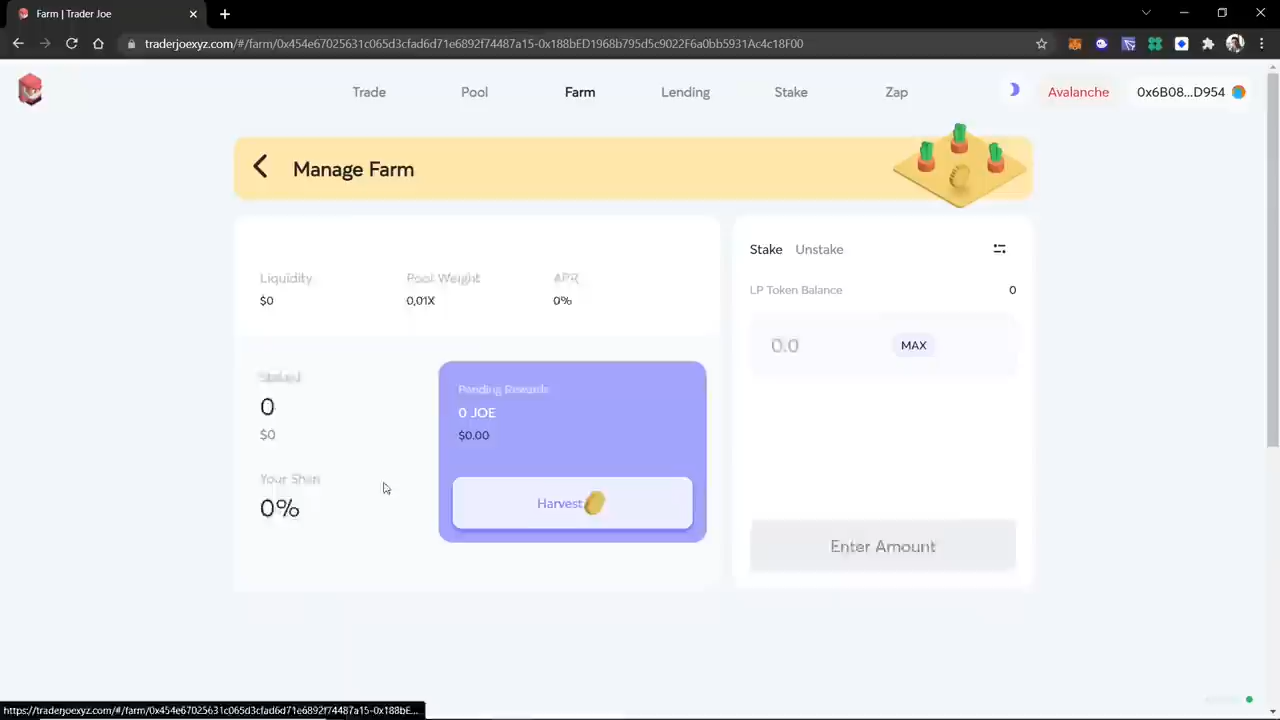 Farm | Trader Joe
traderjoexyz.com/#/farm/0x454e67025631c065d3cfad6d71e6892f74487a15-0x188bED1968b795d5c9022F6a0bb5931Ac4c18F00
Trade Pool Farm Lending Stake Zap Avalanche 0x6B08...D954
Manage Farm
Liquidity Pool Weight APR
$0 0,01X 0%
Staked
0
$0
Your Share
0%
Pending Rewards
0 JOE
$0.00
Harvest
Stake Unstake
LP Token Balance 0
0.0 MAX
Enter Amount
https://traderjoexyz.com/#/farm/0x454e67025631c065d3cfad6d71e6892f74487a15-0x188bE...